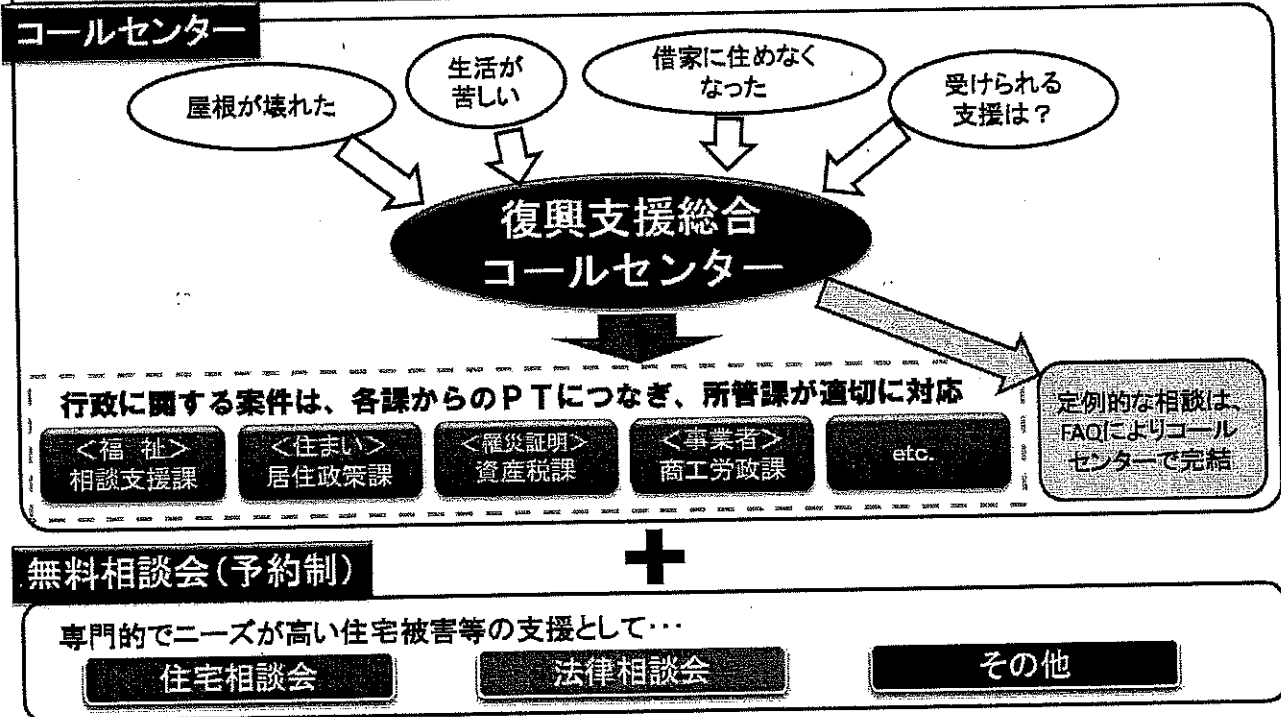 コールセンター
屋根が壊れた
生活が
苦しい
借家に住めなく
なった
受けられる
支援は？
復興支援総合
コールセンター
行政に関する案件は、各課からのＰＴにつなぎ、所管課が適切に対応
＜福　祉＞
相談支援課
＜住まい＞
居住政策課
＜罹災証明＞
資産税課
＜事業者＞
商工労政課
etc.
定例的な相談は、
FAQによりコール
センターで完結
＋
無料相談会(予約制)
専門的でニーズが高い住宅被害等の支援として…
住宅相談会
法律相談会
その他